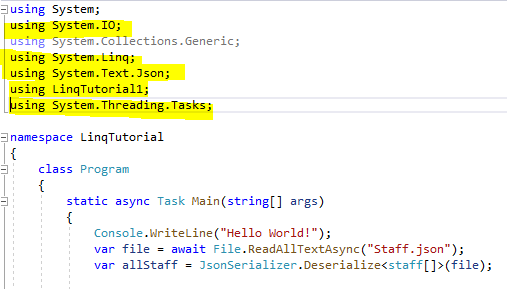 using System;
using System.IO;
using System.Collections.Generic;
using System.Linq;
using System.Text.Json;
using LinqTutorial1;
using System.Threading.Tasks;
namespace LinqTutorial
{
class Program
{
static async Task Main(string[] args)
{
Console.WriteLine("Hello World!");
var file = await File.ReadAllTextAsync("Staff.json");
var allStaff = JsonSerializer.Deserialize<staff[]>(file);